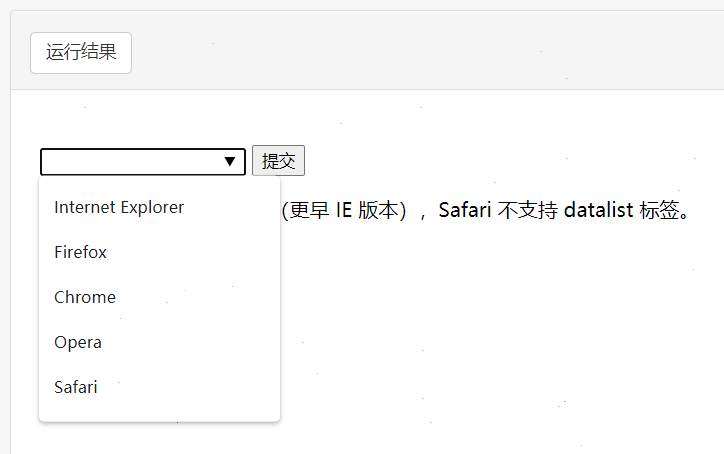 运行结果
提交
Internet Explorer
（更早 IE 版本），Safari 不支持 datalist 标签。
Firefox
Chrome
Opera
Safari